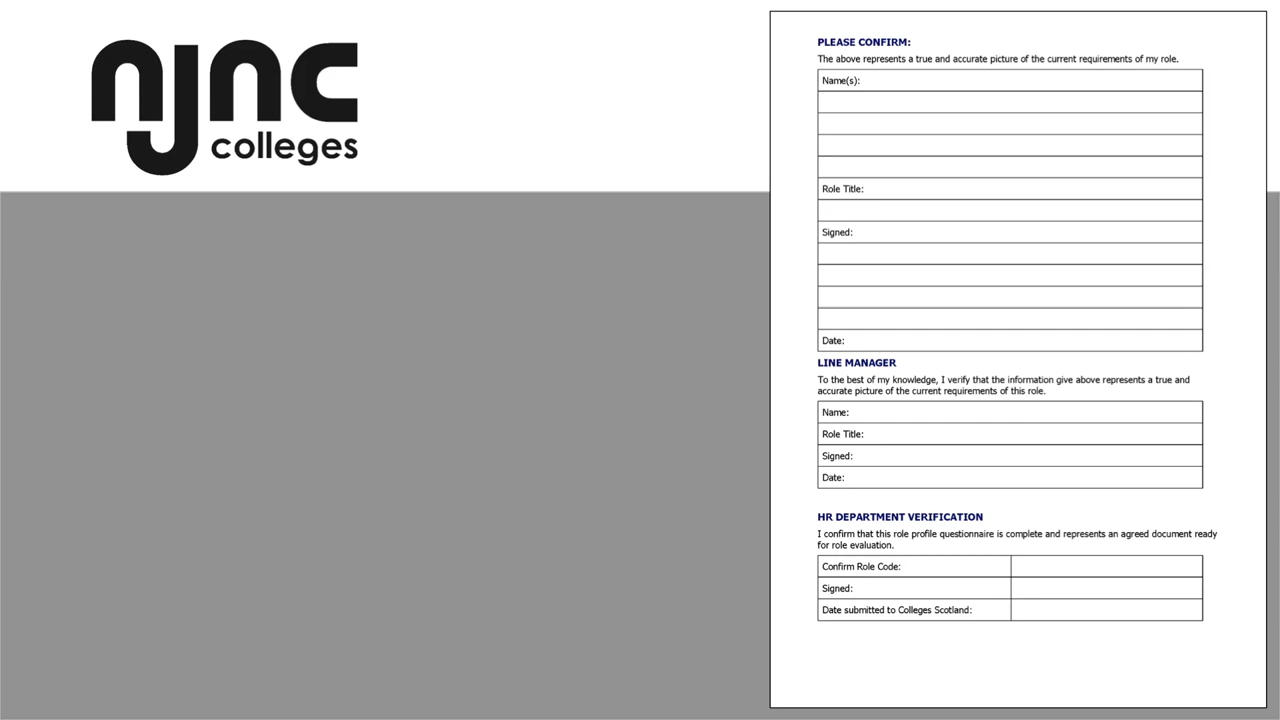 njnc
colleges
PLEASE CONFIRM:
The above represents a true and accurate picture of the current requirements of my role.
Name(s):
Role Title:
Signed:
Date:
LINE MANAGER
To the best of my knowledge, I verify that the information give above represents a true and
accurate picture of the current requirements of this role.
Name:
Role Title:
Signed:
Date:
HR DEPARTMENT VERIFICATION
I confirm that this role profile questionnaire is complete and represents an agreed document ready
for role evaluation.
Confirm Role Code:
Signed:
Date submitted to Colleges Scotland: